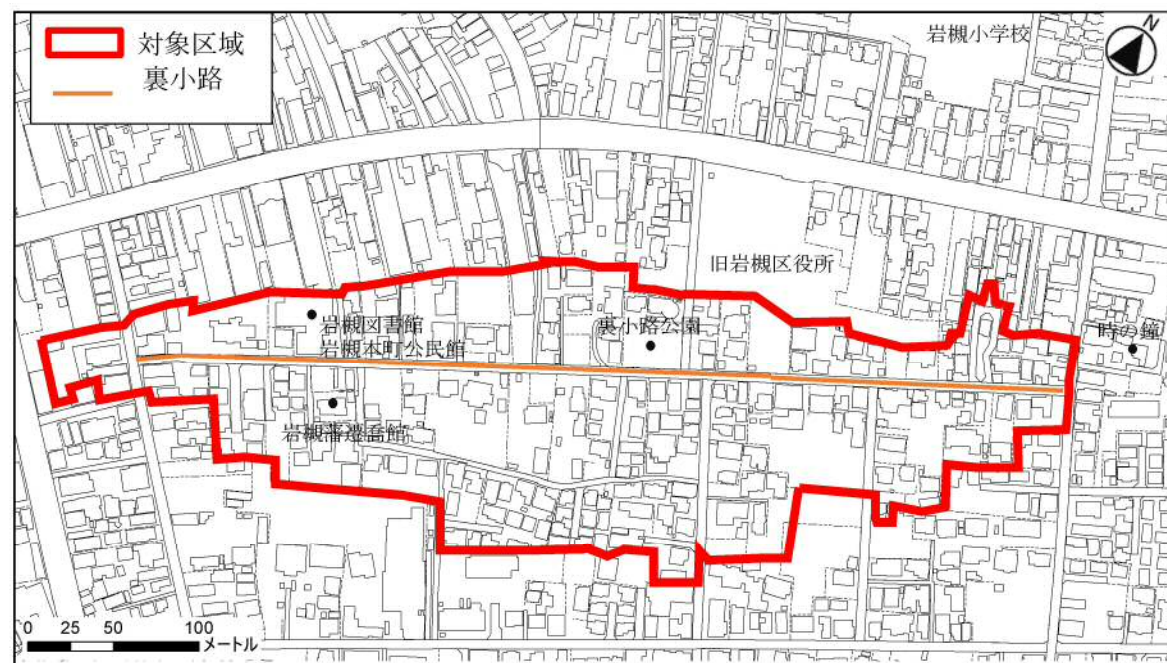 対象区域
裏小路
岩槻小学校
N
旧岩槻区役所
岩槻図書館
岩槻本町公民館
裏小路公園
時の鐘
岩槻藩遷喬館
0 25 50 100
メートル